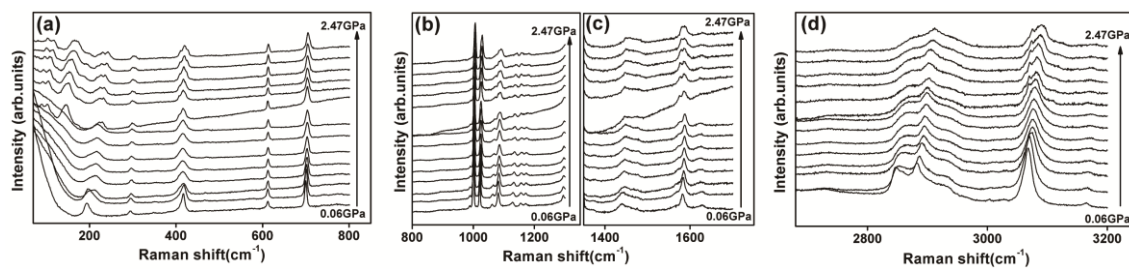 (a)
2.47GPa
0.06GPa
Intensity (arb.units)
200 400 600 800
Raman shift(cm-1)
(b)
(c)
2.47GPa
0.06GPa
Intensity (arb.units)
800 1000 1200 1400 1600
Raman shift(cm-1)
(d)
2.47GPa
0.06GPa
Intensity (arb.units)
2800 3000 3200
Raman shift(cm-1)